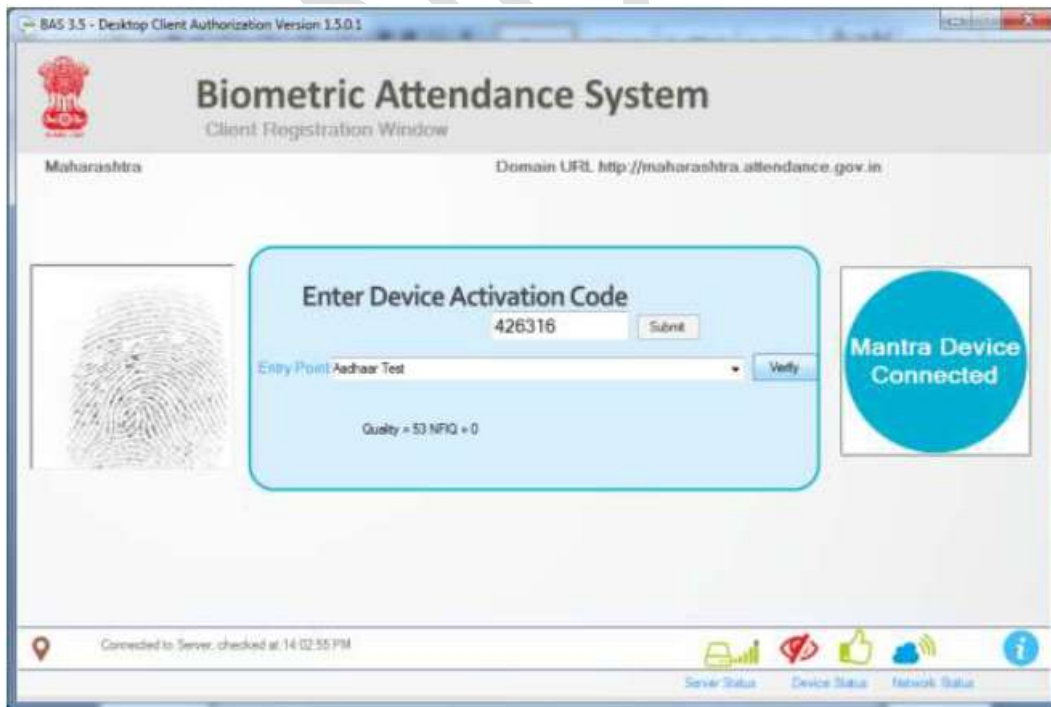 BAS 3.5 - Desktop Client Authorization Version 1.5.0.1
Biometric Attendance System
Client Registration Window
Maharashtra
Domain URL http://maharashtra.attendance.gov.in
Enter Device Activation Code
426316
Submit
Entry Point Aadhaar Test
Verify
Quality = 53 NFIQ = 0
Mantra Device
Connected
Connected to Server, checked at 14:02:55 PM
Server Status
Device Status
Network Status